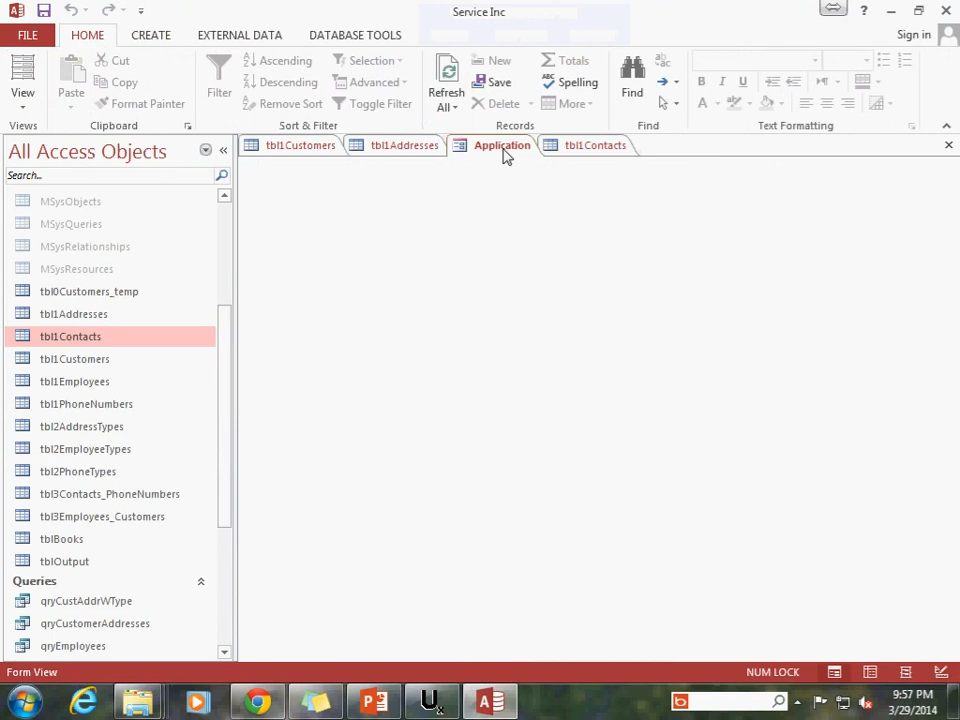 Service Inc
FILE HOME CREATE EXTERNAL DATA DATABASE TOOLS Sign in
View
Views
Paste
Cut
Copy
Format Painter
Clipboard
Filter
Ascending
Descending
Remove Sort
Selection
Advanced
Toggle Filter
Sort & Filter
Refresh
All
New
Save
Delete
Totals
Spelling
More
Records
Find
Find
B I U
A
Text Formatting
All Access Objects
Search...
tbl1Customers tbl1Addresses Application tbl1Contacts
MSysObjects
MSysQueries
MSysRelationships
MSysResources
tbl0Customers_temp
tbl1Addresses
tbl1Contacts
tbl1Customers
tbl1Employees
tbl1PhoneNumbers
tbl2AddressTypes
tbl2EmployeeTypes
tbl2PhoneTypes
tbl3Contacts_PhoneNumbers
tbl3Employees_Customers
tblBooks
tblOutput
Queries
qryCustAddrWType
qryCustomerAddresses
qryEmployees
Form View
NUM LOCK
9:57 PM
3/29/2014